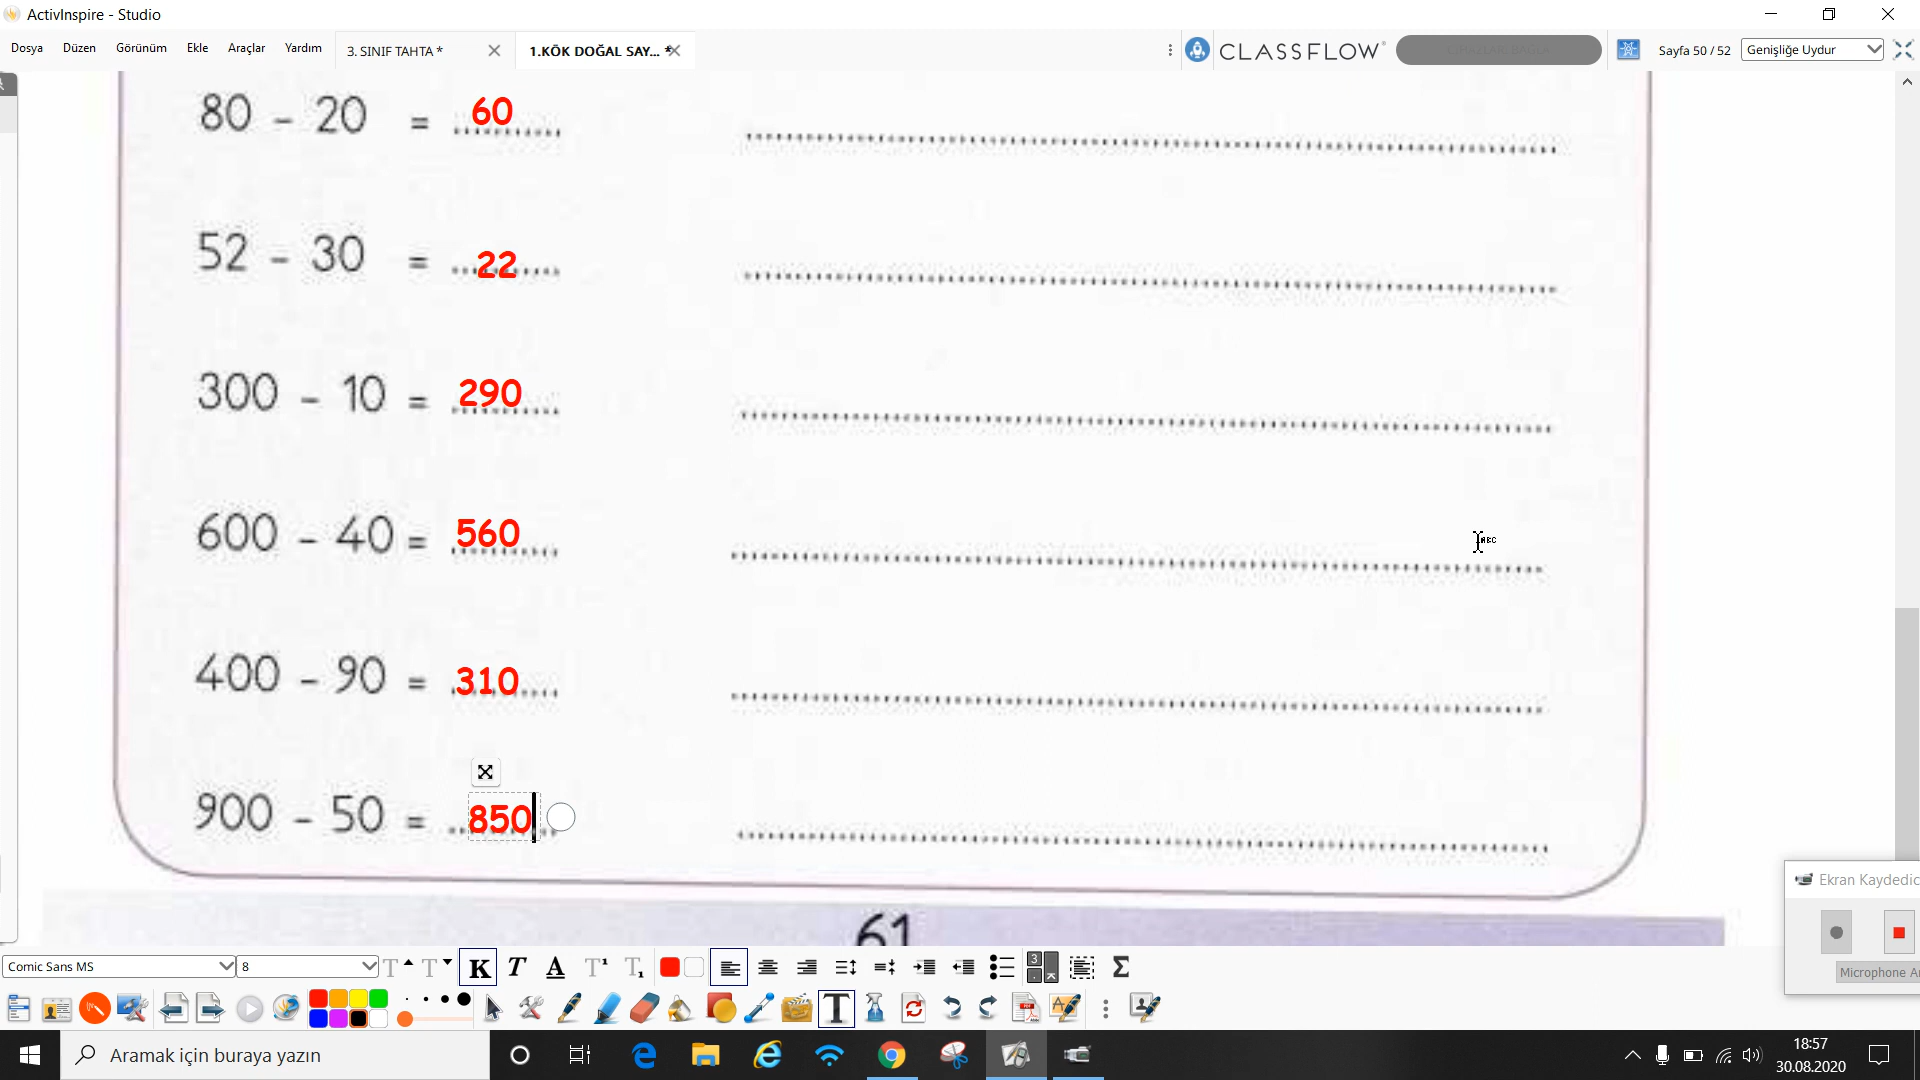 ActivInspire - Studio
Dosya Düzen Görünüm Ekle Araçlar Yardım 3. SINIF TAHTA * 1.KÖK DOĞAL SAY... * CLASSFLOW Sayfa 50 / 52 Genişliğe Uydur
80 - 20 = 60
52 - 30 = 22
300 - 10 = 290
600 - 40 = 560
ABC
400 - 90 = 310
900 - 50 = 850
Ekran Kaydedic
61
Comic Sans MS 8
Microphone A
Aramak için buraya yazın
18:57
30.08.2020